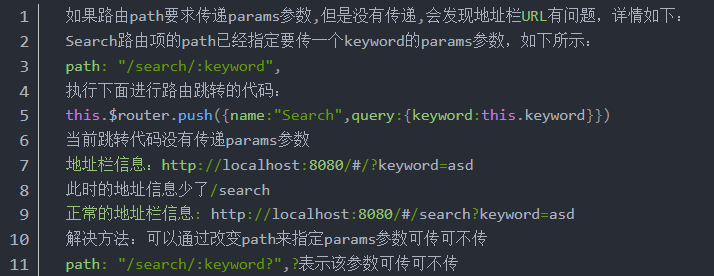 1 如果路由path要求传递params参数,但是没有传递,会发现地址栏URL有问题，详情如下：
2 Search路由项的path已经指定要传一个keyword的params参数，如下所示：
3 path: "/search/:keyword",
4 执行下面进行路由跳转的代码：
5 this.$router.push({name:"Search",query:{keyword:this.keyword}})
6 当前跳转代码没有传递params参数
7 地址栏信息：http://localhost:8080/#/?keyword=asd
8 此时的地址信息少了/search
9 正常的地址栏信息: http://localhost:8080/#/search?keyword=asd
10 解决方法：可以通过改变path来指定params参数可传可不传
11 path: "/search/:keyword?",?表示该参数可传可不传